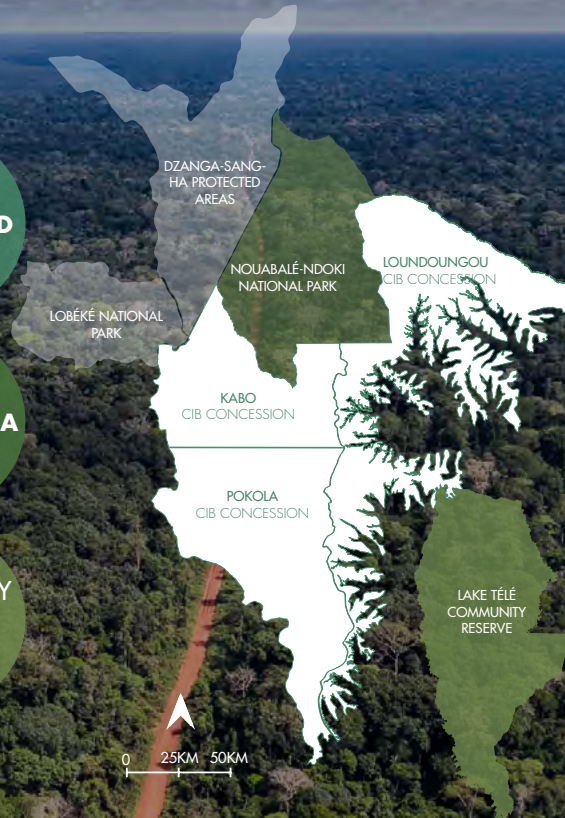 DZANGA-SANG-
HA PROTECTED
AREAS
D
LOUNDOUNGOU
CIB CONCESSION
NOUABALÉ-NDOKI
NATIONAL PARK
LOBÉKÉ NATIONAL
PARK
KABO
CIB CONCESSION
A
POKOLA
CIB CONCESSION
Y
LAKE TÉLÉ
COMMUNITY
RESERVE
0 25KM 50KM